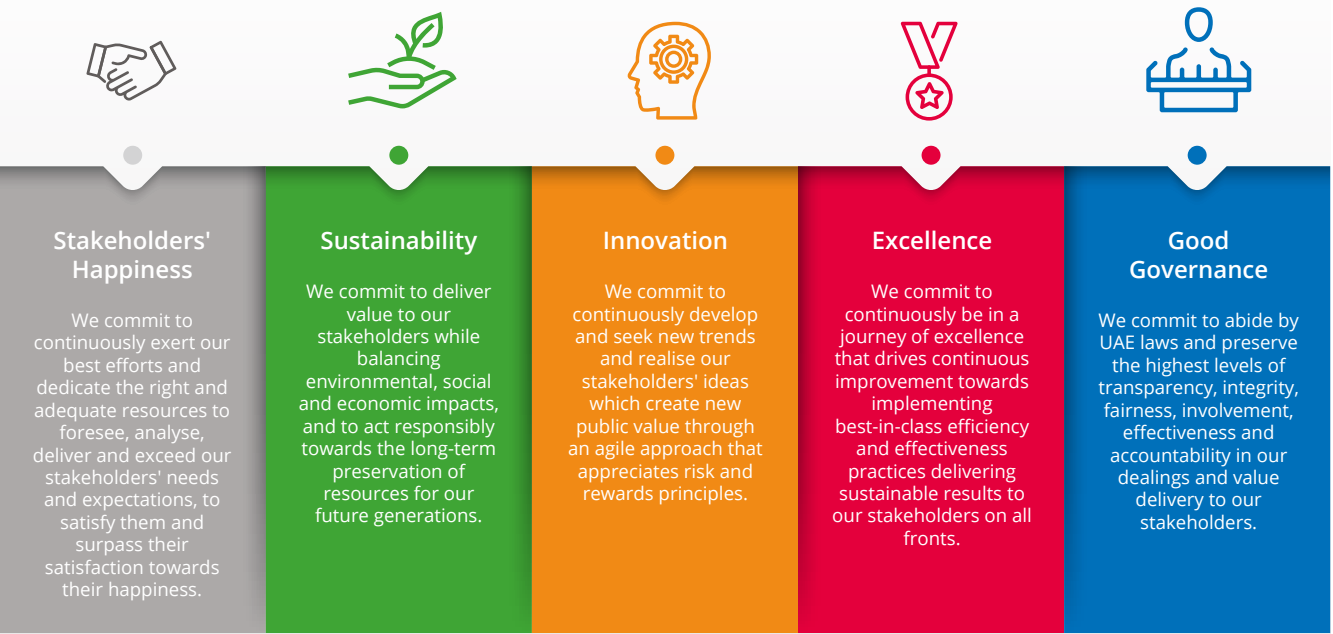 Stakeholders'
Happiness
We commit to
continuously exert our
best efforts and
dedicate the right and
adequate resources to
foresee, analyse,
deliver and exceed our
stakeholders' needs
and expectations, to
satisfy them and
surpass their
satisfaction towards
their happiness.
Sustainability
We commit to deliver
value to our
stakeholders while
balancing
environmental, social
and economic impacts,
and to act responsibly
towards the long-term
preservation of
resources for our
future generations.
Innovation
We commit to
continuously develop
and seek new trends
and realise our
stakeholders' ideas
which create new
public value through
an agile approach that
appreciates risk and
rewards principles.
Excellence
We commit to
continuously be in a
journey of excellence
that drives continuous
improvement towards
implementing
best-in-class efficiency
and effectiveness
practices delivering
sustainable results to
our stakeholders on all
fronts.
Good
Governance
We commit to abide by
UAE laws and preserve
the highest levels of
transparency, integrity,
fairness, involvement,
effectiveness and
accountability in our
dealings and value
delivery to our
stakeholders.